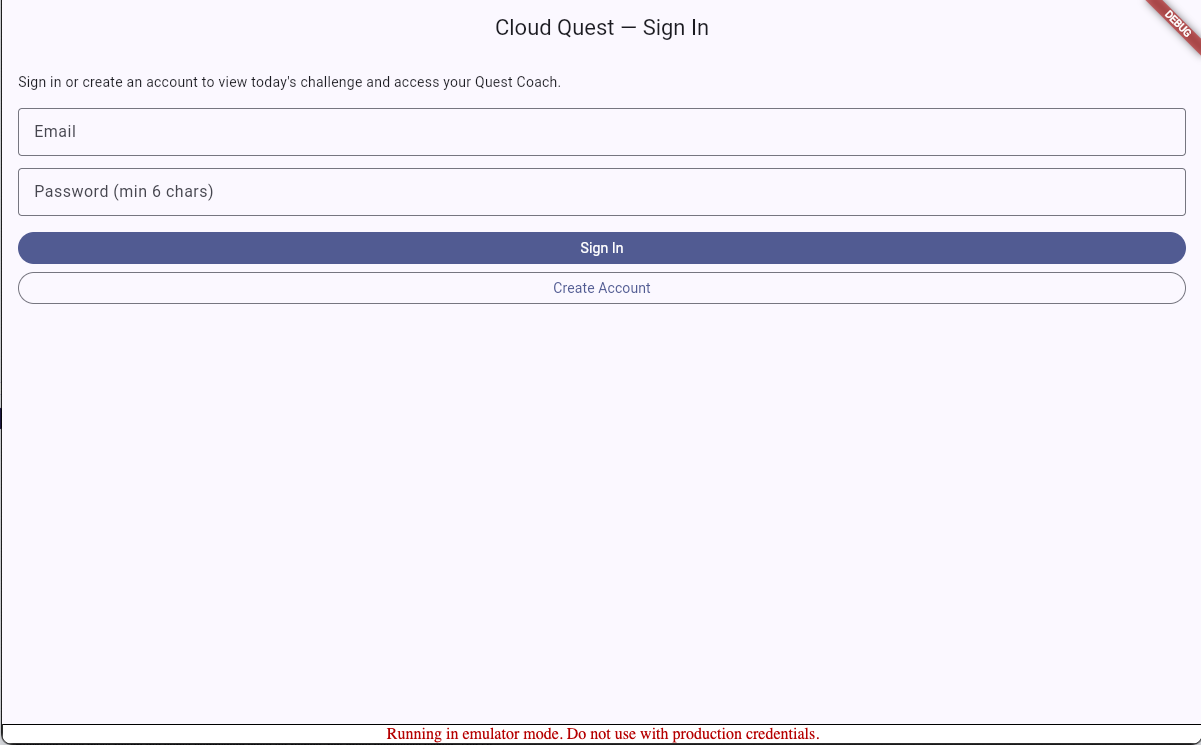 Cloud Quest — Sign In
DEBUG
Sign in or create an account to view today's challenge and access your Quest Coach.
Email
Password (min 6 chars)
Sign In
Create Account
Running in emulator mode. Do not use with production credentials.